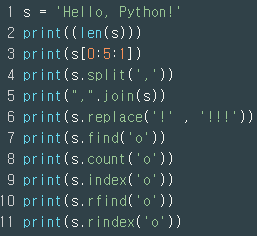 1 s = 'Hello, Python!'
2 print((len(s)))
3 print(s[0:5:1])
4 print(s.split(','))
5 print(",".join(s))
6 print(s.replace('!' , '!!!'))
7 print(s.find('o'))
8 print(s.count('o'))
9 print(s.index('o'))
10 print(s.rfind('o'))
11 print(s.rindex('o'))